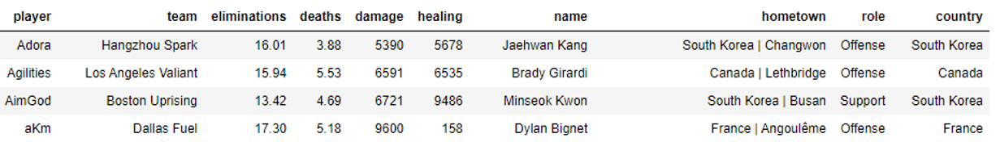 player team eliminations deaths damage healing name hometown role country
Adora Hangzhou Spark 16.01 3.88 5390 5678 Jaehwan Kang South Korea | Changwon Offense South Korea
Agilities Los Angeles Valiant 15.94 5.53 6591 6535 Brady Girardi Canada | Lethbridge Offense Canada
AimGod Boston Uprising 13.42 4.69 6721 9486 Minseok Kwon South Korea | Busan Support South Korea
aKm Dallas Fuel 17.30 5.18 9600 158 Dylan Bignet France | Angoulême Offense France